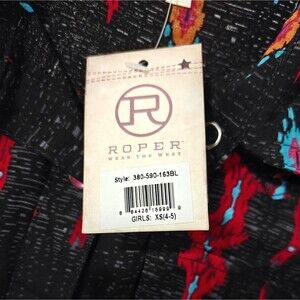 R
ROPER
WEAR THE WEST
Style: 380-590-163BL
GIRLS: XS(4-5)